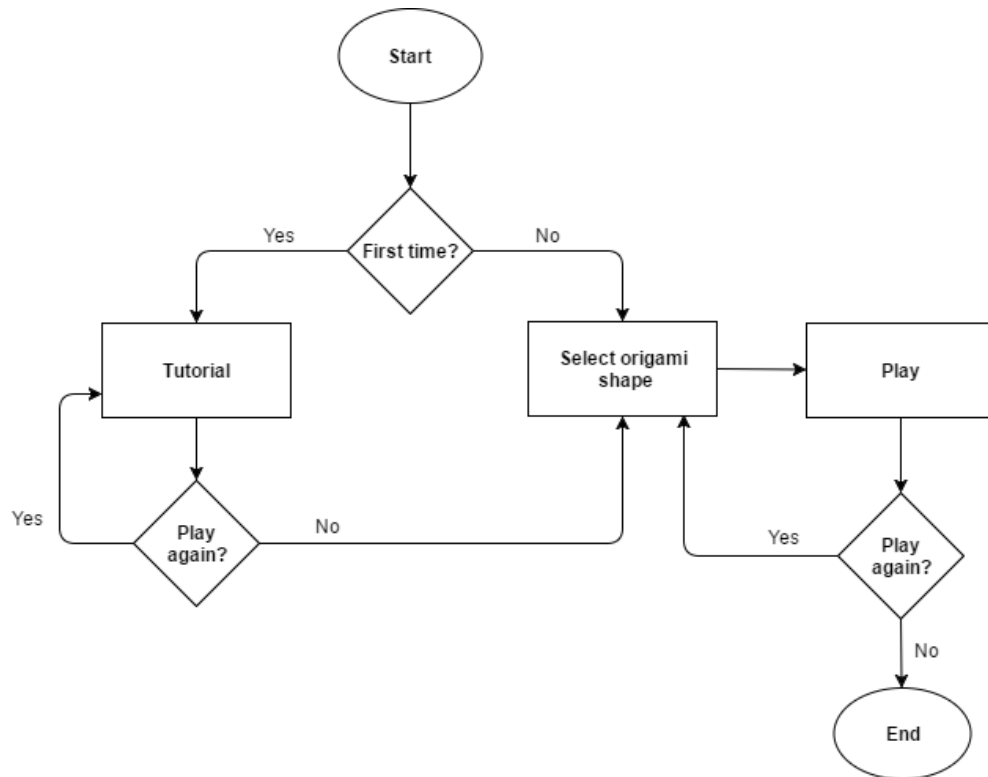 Start
First time?
Yes
No
Tutorial
Select origami
shape
Play
Play
again?
Yes
No
Play
again?
Yes
No
End